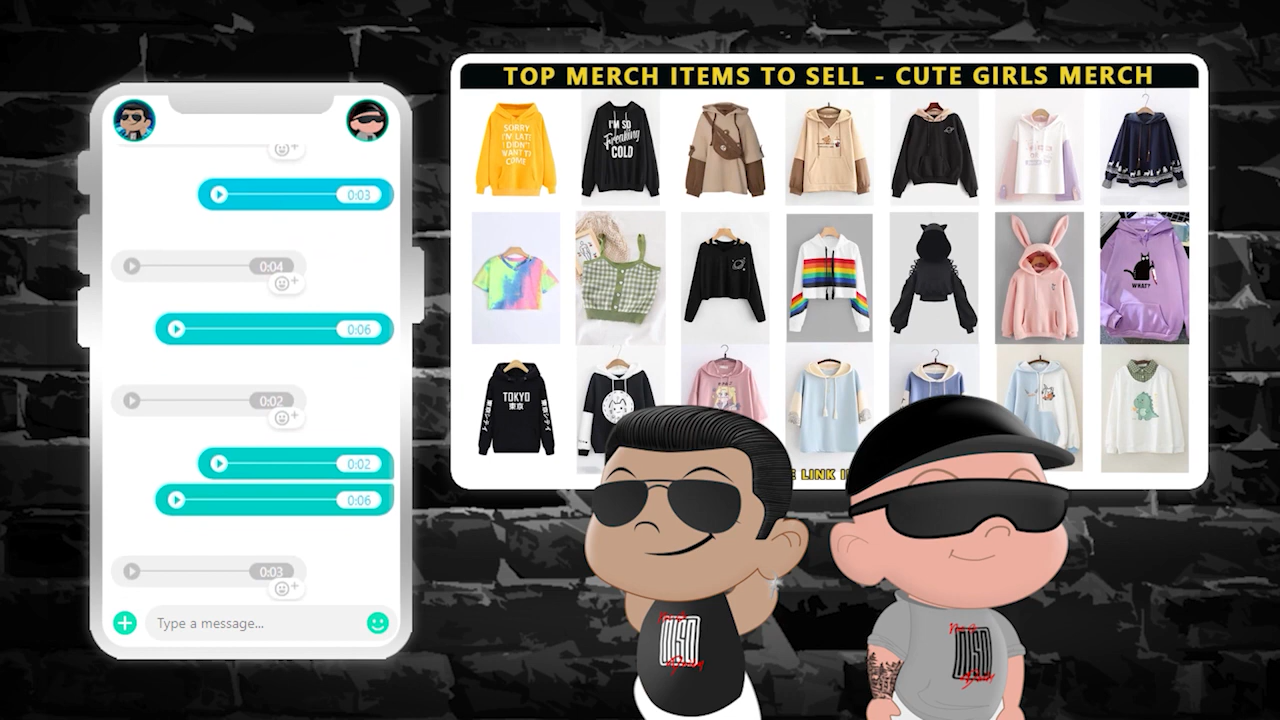 TOP MERCH ITEMS TO SELL - CUTE GIRLS MERCH
SORRY
I'M LATE
I DIDN'T
WANT TO
COME
I'M SO
Freaking
COLD
WHAT?
TOKYO
東京
LINK
0:03
0:04
0:06
0:02
0:02
0:06
0:03
Type a message...